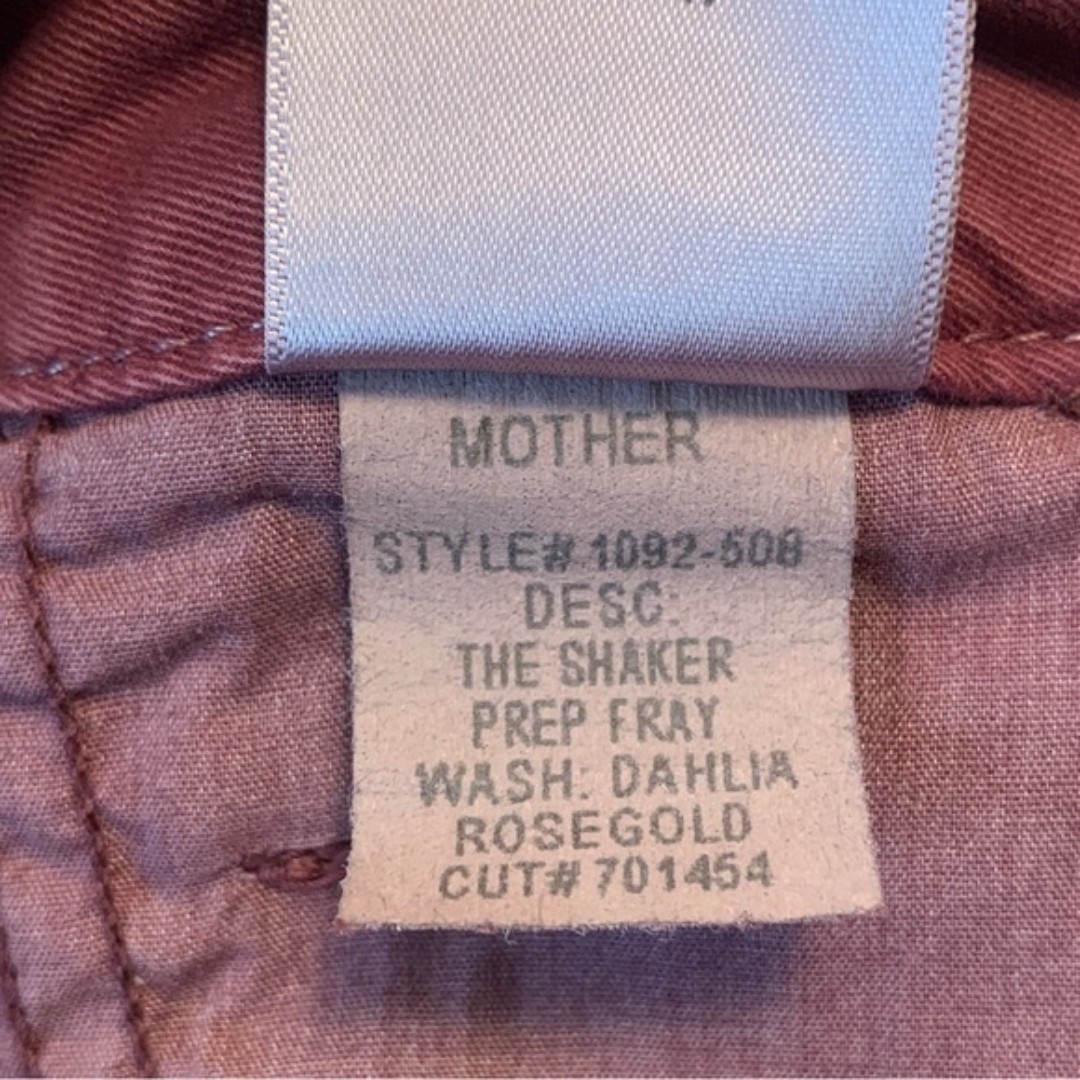 MOTHER
STYLE# 1092-508
DESC:
THE SHAKER
PREP FRAY
WASH: DAHLIA
ROSEGOLD
CUT# 701454